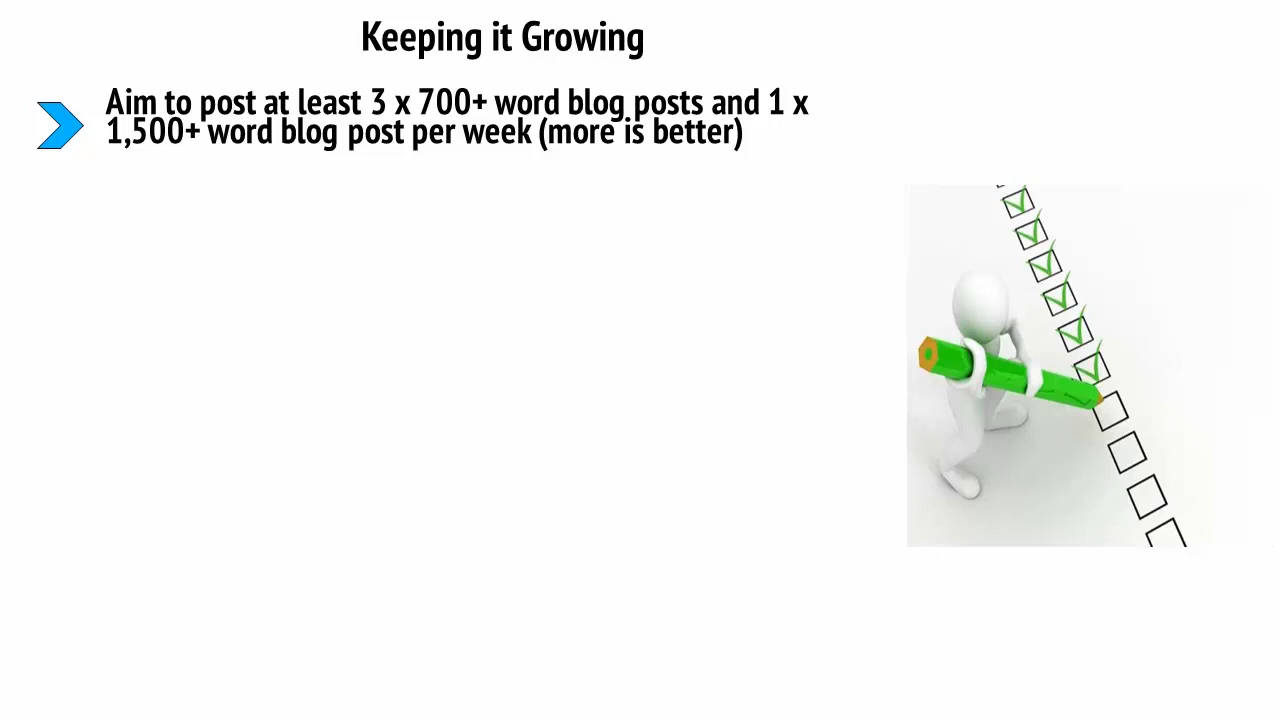 Keeping it Growing
Aim to post at least 3 x 700+ word blog posts and 1 x
1,500+ word blog post per week (more is better)